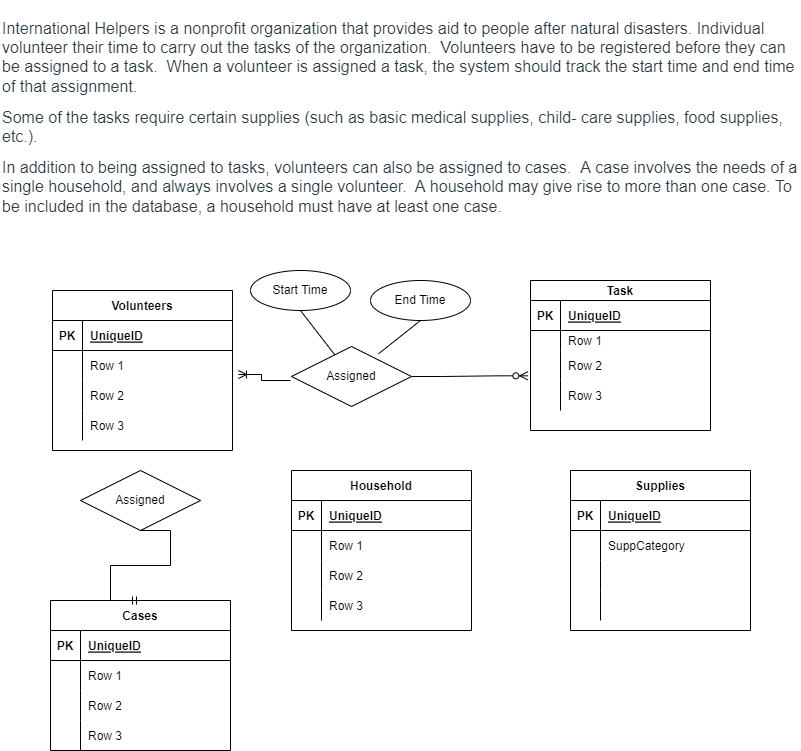 International Helpers is a nonprofit organization that provides aid to people after natural disasters. Individual
volunteer their time to carry out the tasks of the organization. Volunteers have to be registered before they can
be assigned to a task. When a volunteer is assigned a task, the system should track the start time and end time
of that assignment.
Some of the tasks require certain supplies (such as basic medical supplies, child- care supplies, food supplies,
etc.).
In addition to being assigned to tasks, volunteers can also be assigned to cases. A case involves the needs of a
single household, and always involves a single volunteer. A household may give rise to more than one case. To
be included in the database, a household must have at least one case.
Volunteers
PK UniqueID
Row 1
Row 2
Row 3
Start Time
End Time
Assigned
Task
PK UniqueID
Row 1
Row 2
Row 3
Assigned
Household
PK UniqueID
Row 1
Row 2
Row 3
Supplies
PK UniqueID
SuppCategory
Cases
PK UniqueID
Row 1
Row 2
Row 3